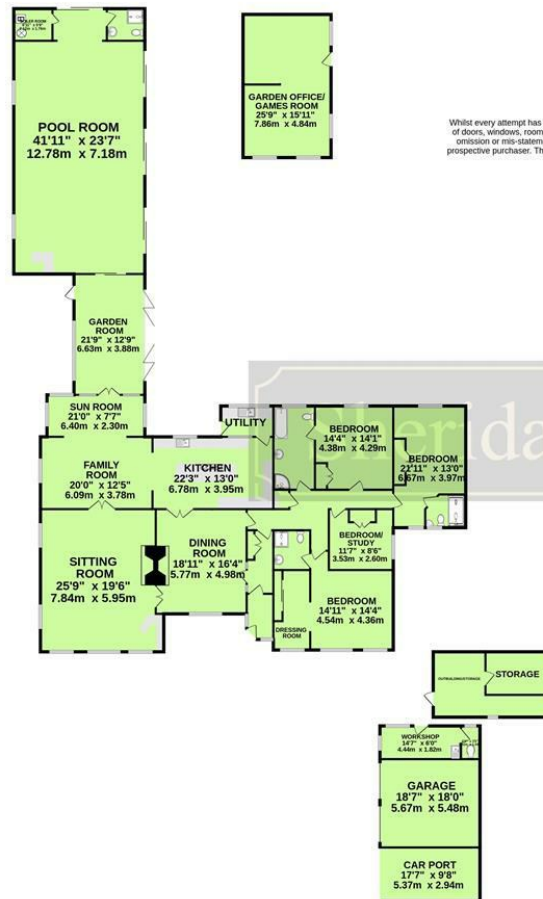 POOL ROOM
41'11" x 23'7"
12.78m x 7.18m
GARDEN OFFICE/
GAMES ROOM
25'9" x 15'11"
7.86m x 4.84m
Whilst every attempt has
of doors, windows, room
omission or mis-statem
prospective purchaser. Th
GARDEN
ROOM
21'9" x 12'9"
6.63m x 3.88m
SUN ROOM
21'0" x 7'7"
6.40m x 2.30m
UTILITY
Cherida
BEDROOM
14'4" x 14'1"
4.38m x 4.29m
BEDROOM
21'11" x 13'0"
6.67m x 3.97m
FAMILY
ROOM
20'0" x 12'5"
6.09m x 3.78m
KITCHEN
22'3" x 13'0"
6.78m x 3.95m
SITTING
ROOM
25'9" x 19'6"
7.84m x 5.95m
DINING
ROOM
18'11" x 16'4"
5.77m x 4.98m
BEDROOM/
STUDY
11'7" x 8'6"
3.53m x 2.60m
BEDROOM
14'11" x 14'4"
4.54m x 4.36m
DRESSING
ROOM
STORAGE
WORKSHOP
14'7" x 6'0"
4.44m x 1.82m
GARAGE
18'7" x 18'0"
5.67m x 5.48m
CAR PORT
17'7" x 9'8"
5.37m x 2.94m